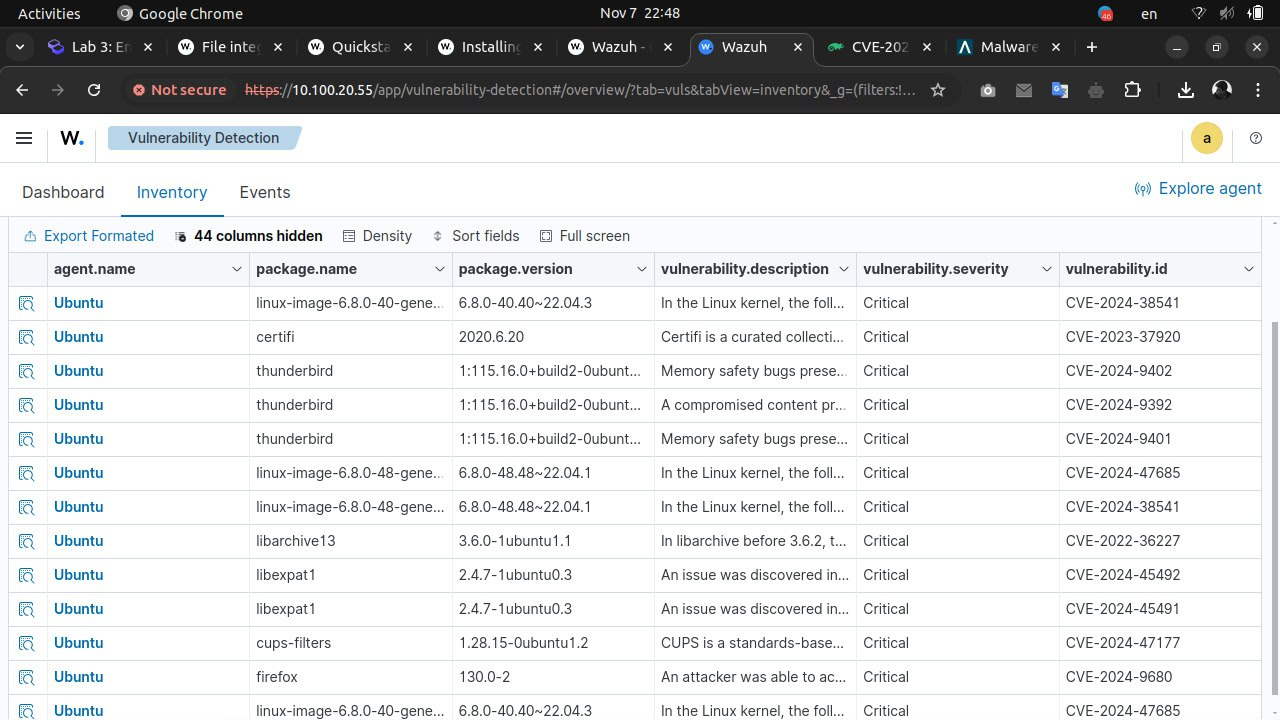 Activities Google Chrome Nov 7 22:48 46 en
Lab 3: En File integ Quicksta Installing Wazuh - Wazuh CVE-202 Malware
Not secure https://10.100.20.55/app/vulnerability-detection#/overview/?tab=vuls&tabView=inventory&_g=(filters:!...
W. Vulnerability Detection a
Dashboard Inventory Events Explore agent
Export Formated 44 columns hidden Density Sort fields Full screen
agent.name package.name package.version vulnerability.description vulnerability.severity vulnerability.id
Ubuntu linux-image-6.8.0-40-gene... 6.8.0-40.40~22.04.3 In the Linux kernel, the foll... Critical CVE-2024-38541
Ubuntu certifi 2020.6.20 Certifi is a curated collecti... Critical CVE-2023-37920
Ubuntu thunderbird 1:115.16.0+build2-0ubunt... Memory safety bugs prese... Critical CVE-2024-9402
Ubuntu thunderbird 1:115.16.0+build2-0ubunt... A compromised content pr... Critical CVE-2024-9392
Ubuntu thunderbird 1:115.16.0+build2-0ubunt... Memory safety bugs prese... Critical CVE-2024-9401
Ubuntu linux-image-6.8.0-48-gene... 6.8.0-48.48~22.04.1 In the Linux kernel, the foll... Critical CVE-2024-47685
Ubuntu linux-image-6.8.0-48-gene... 6.8.0-48.48~22.04.1 In the Linux kernel, the foll... Critical CVE-2024-38541
Ubuntu libarchive13 3.6.0-1ubuntu1.1 In libarchive before 3.6.2, t... Critical CVE-2022-36227
Ubuntu libexpat1 2.4.7-1ubuntu0.3 An issue was discovered in... Critical CVE-2024-45492
Ubuntu libexpat1 2.4.7-1ubuntu0.3 An issue was discovered in... Critical CVE-2024-45491
Ubuntu cups-filters 1.28.15-0ubuntu1.2 CUPS is a standards-base... Critical CVE-2024-47177
Ubuntu firefox 130.0-2 An attacker was able to ac... Critical CVE-2024-9680
Ubuntu linux-image-6.8.0-40-gene... 6.8.0-40.40~22.04.3 In the Linux kernel, the foll... Critical CVE-2024-47685